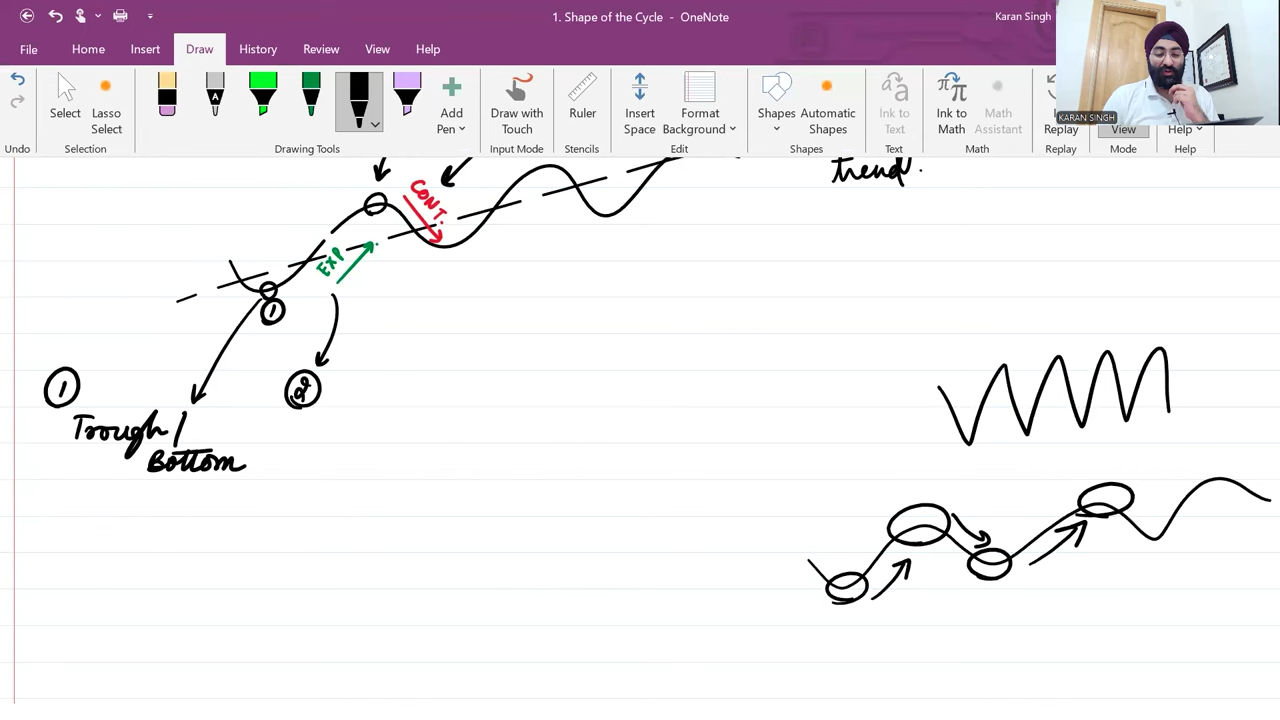 1. Shape of the Cycle - OneNote
Karan Singh
File Home Insert Draw History Review View Help
Select Lasso Select
Add Pen
Draw with Touch
Ruler
Insert Space
Format Background
Shapes
Automatic Shapes
Ink to Text
Ink to Math
Math Assistant
Replay
View
Help
KARAN SINGH
Undo Selection Drawing Tools Input Mode Stencils Edit Shapes Text Math Replay Mode Help
trend.
CONT.
EXP
1
1
2
Trough /
Bottom